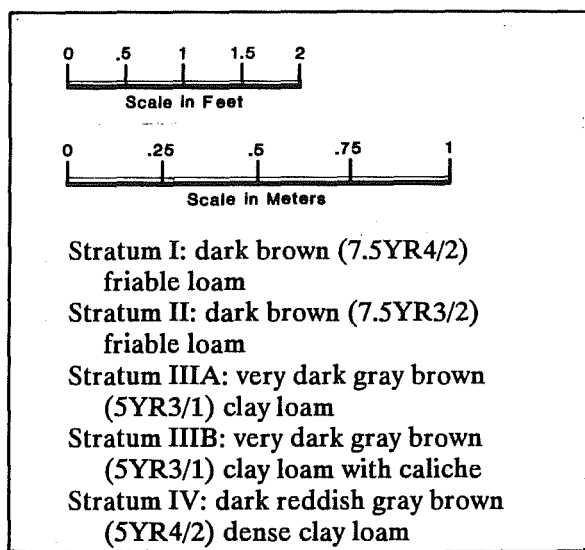 0 .5 1 1.5 2
Scale in Feet
0 .25 .5 .75 1
Scale in Meters
Stratum I: dark brown (7.5YR4/2)
friable loam
Stratum II: dark brown (7.5YR3/2)
friable loam
Stratum IIIA: very dark gray brown
(5YR3/1) clay loam
Stratum IIIB: very dark gray brown
(5YR3/1) clay loam with caliche
Stratum IV: dark reddish gray brown
(5YR4/2) dense clay loam